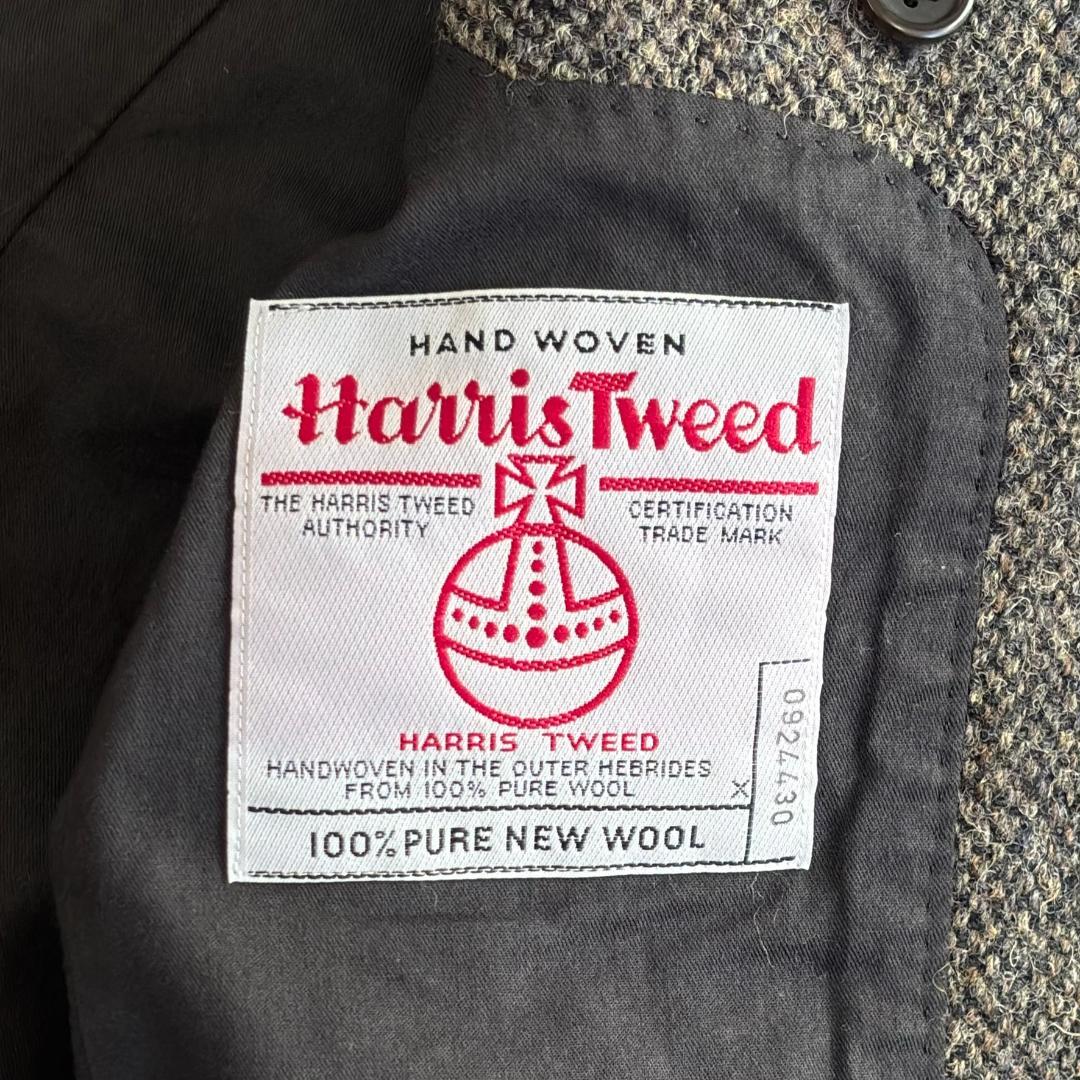 HAND WOVEN
Harris Tweed
THE HARRIS TWEED
AUTHORITY
CERTIFICATION
TRADE MARK
HARRIS TWEED
HANDWOVEN IN THE OUTER HEBRIDES
FROM 100% PURE WOOL
X
100% PURE NEW WOOL
0924430